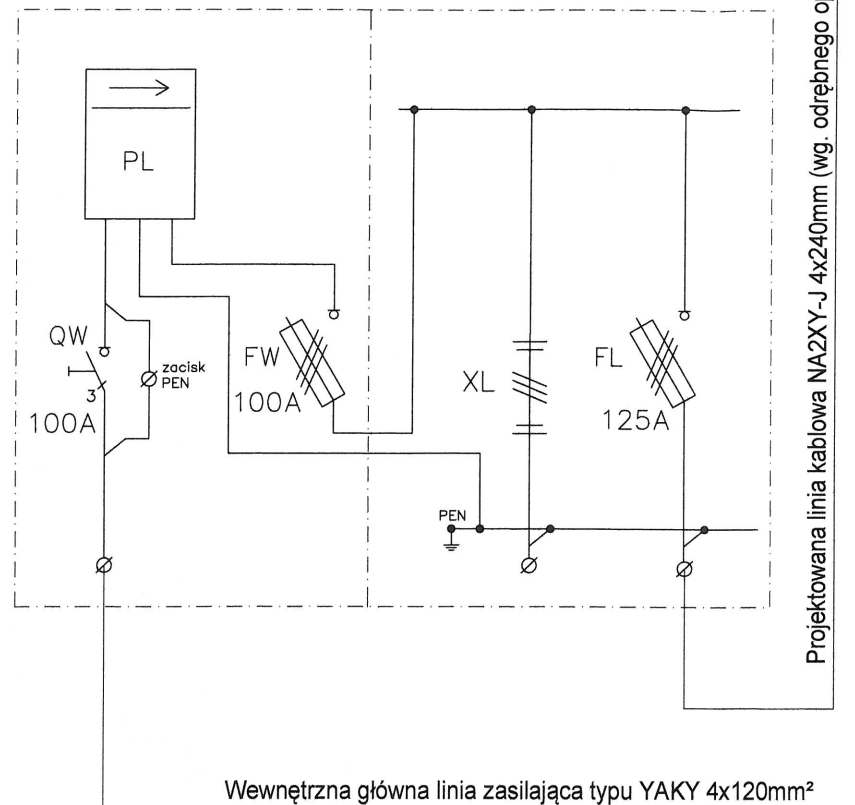 PL
QW
3
100A
zacisk
PEN
FW
100A
XL
FL
125A
PEN
Projektowana linia kablowa NA2XY-J 4x240mm (wg. odrębnego
Wewnętrzna główna linia zasilająca typu YAKY 4x120mm²